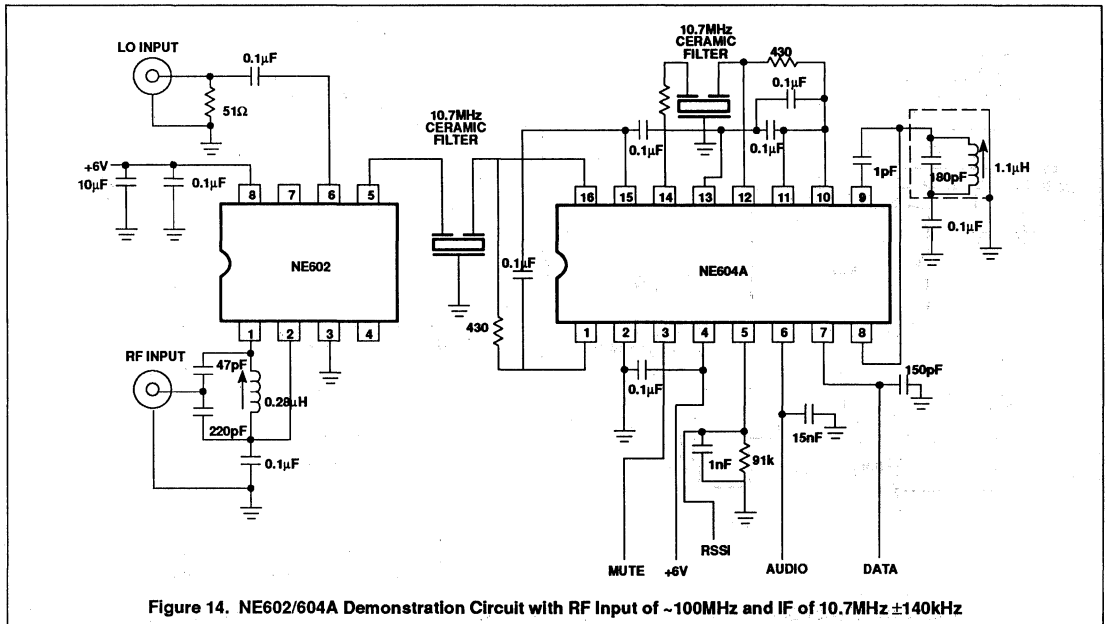 LO INPUT
0.1µF
51Ω
+6V
10µF
0.1µF
8
7
6
5
NE602
1
2
3
4
RF INPUT
47pF
0.28µH
220pF
0.1µF
10.7MHz
CERAMIC
FILTER
430
0.1µF
10.7MHz
CERAMIC
FILTER
430
0.1µF
0.1µF
0.1µF
1pF
180pF
1.1µH
0.1µF
16
15
14
13
12
11
10
9
NE604A
1
2
3
4
5
6
7
8
0.1µF
1nF
91k
15nF
150pF
MUTE
+6V
RSSI
AUDIO
DATA
Figure 14. NE602/604A Demonstration Circuit with RF Input of ~100MHz and IF of 10.7MHz ±140kHz